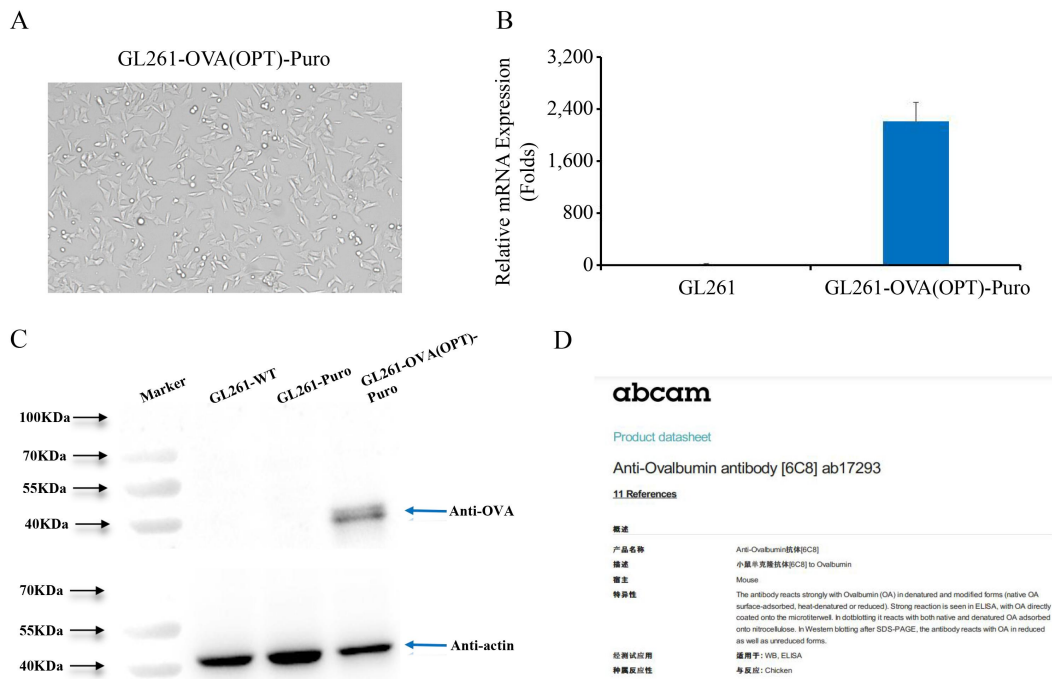 A
GL261-OVA(OPT)-Puro
B
Relative mRNA Expression
(Folds)
3,200
2,400
1,600
800
0
GL261
GL261-OVA(OPT)-Puro
C
Marker
GL261-WT
GL261-Puro
GL261-OVA(OPT)-
Puro
100KDa
70KDa
55KDa
40KDa
Anti-OVA
70KDa
55KDa
40KDa
Anti-actin
D
abcam
Product datasheet
Anti-Ovalbumin antibody [6C8] ab17293
11 References
概述
产品名称 Anti-Ovalbumin抗体[6C8]
描述 小鼠单克隆抗体[6C8] to Ovalbumin
宿主 Mouse
特异性 The antibody reacts strongly with Ovalbumin (OA) in denatured and modified forms (native OA
surface-adsorbed, heat-denatured or reduced). Strong reaction is seen in ELISA, with OA directly
coated onto the microtiterwell. In dotblotting it reacts with both native and denatured OA adsorbed
onto nitrocellulose. In Western blotting after SDS-PAGE, the antibody reacts with OA in reduced
as well as unreduced forms.
经测试应用 适用于: WB, ELISA
种属反应性 与反应: Chicken